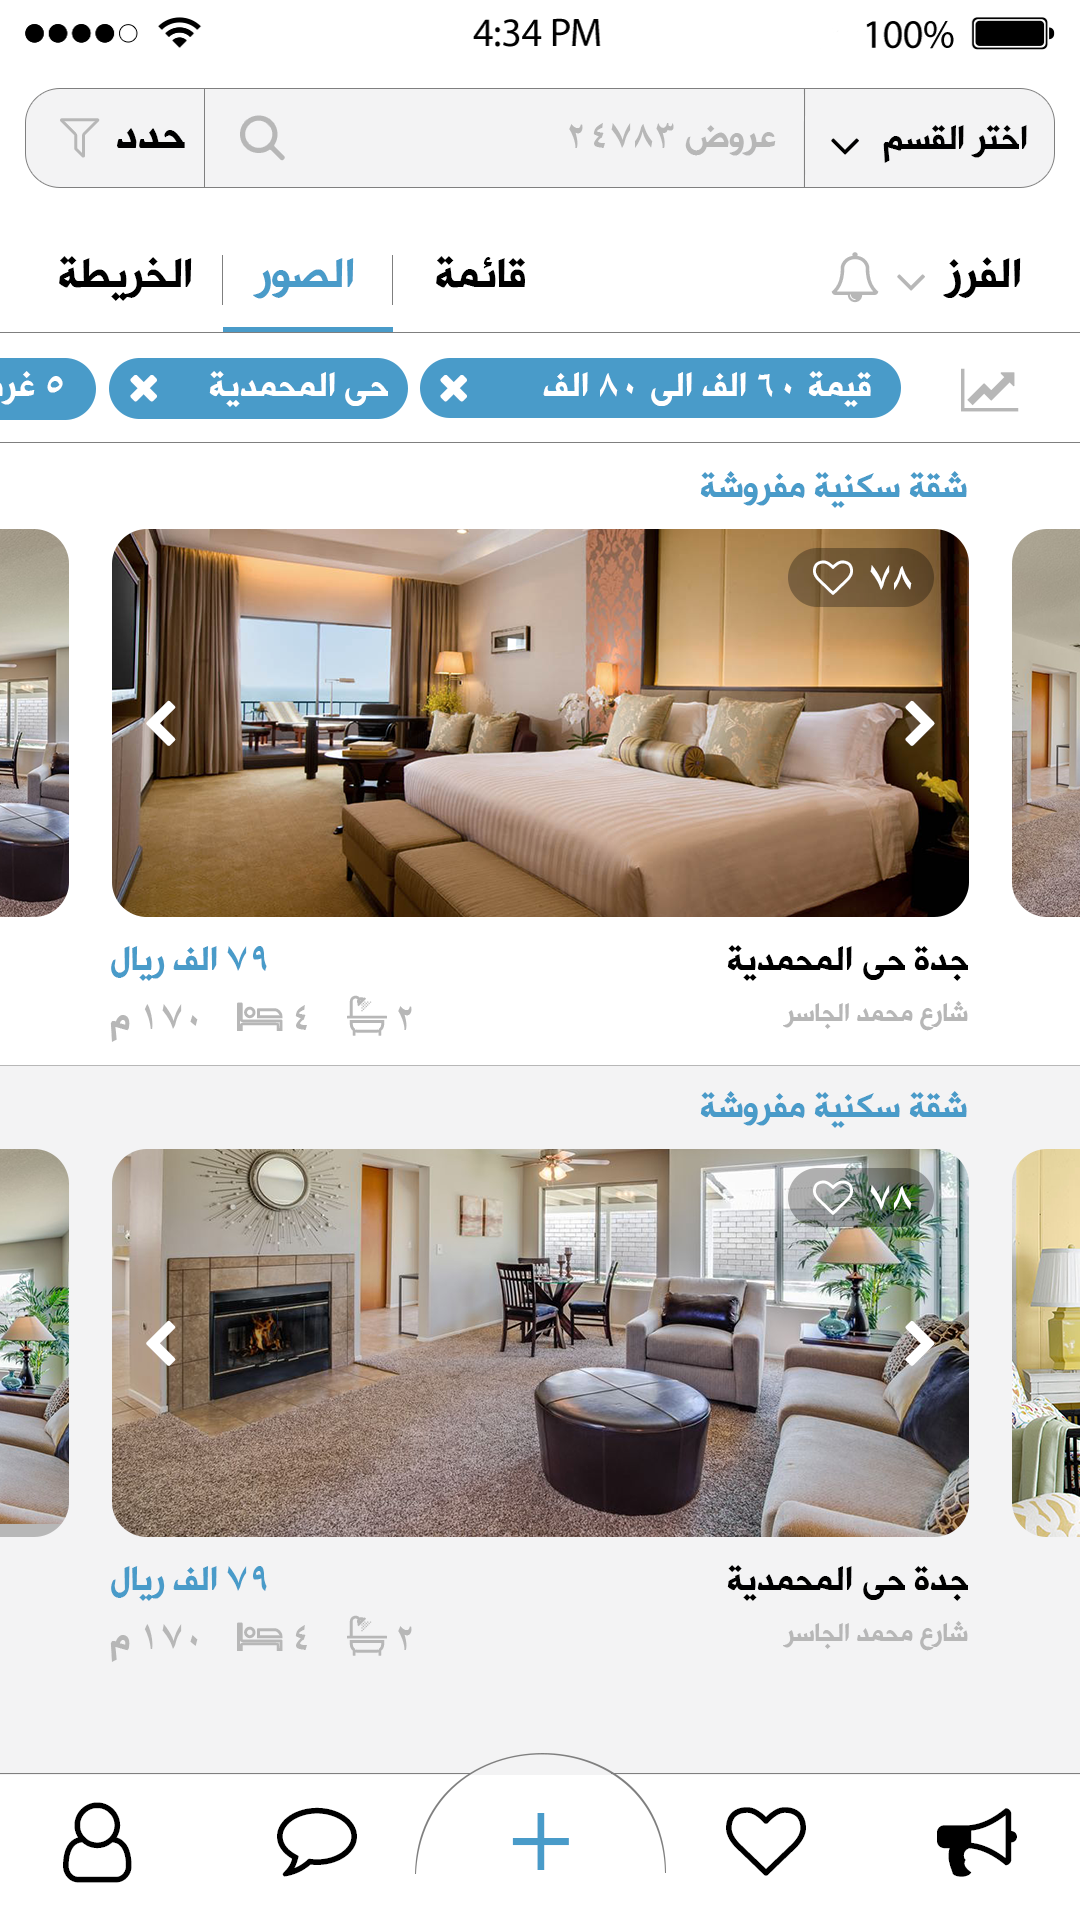 4:34 PM 100%
اختر القسم عروض ٢٤٧٨٣ حدد
الفرز قائمة الصور الخريطة
قيمة ٦٠ الف الى ٨٠ الف حى المحمدية ٥ غر
شقة سكنية مفروشة
٧٨
جدة حى المحمدية ٧٩ الف ريال
شارع محمد الجاسر ٢ ٤ ١٧٠ م
شقة سكنية مفروشة
٧٨
جدة حى المحمدية ٧٩ الف ريال
شارع محمد الجاسر ٢ ٤ ١٧٠ م